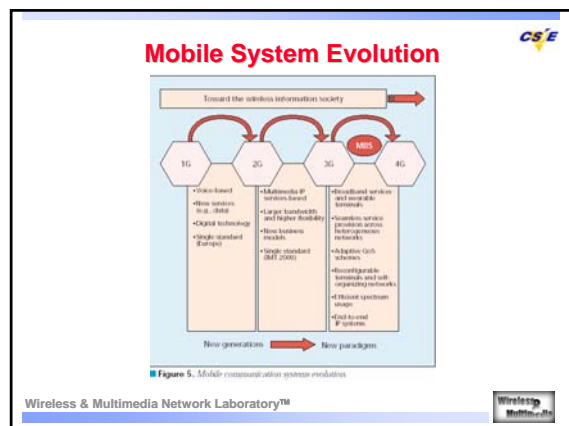 CS/E
Mobile System Evolution
Toward the wireless information society
MBS
1G
2G
3G
4G
•Voice-based
•New services
(e.g., data)
•Digital technology
•Single standard
(Europe)
•Multimedia IP
services-based
•Larger bandwidth
and higher flexibility
•New business
models
•Single standard
(IMT 2000)
•Broadband services
and wearable
terminals
•Seamless service
provision across
heterogeneous
networks
•Adaptive QoS
schemes
•Reconfigurable
terminals and self-
organizing networks
•Efficient spectrum
usage
•End-to-end
IP systems
New generations
New paradigms
Figure 5. Mobile communication systems evolution
Wireless & Multimedia Network Laboratory™
Wireless
Multimedia